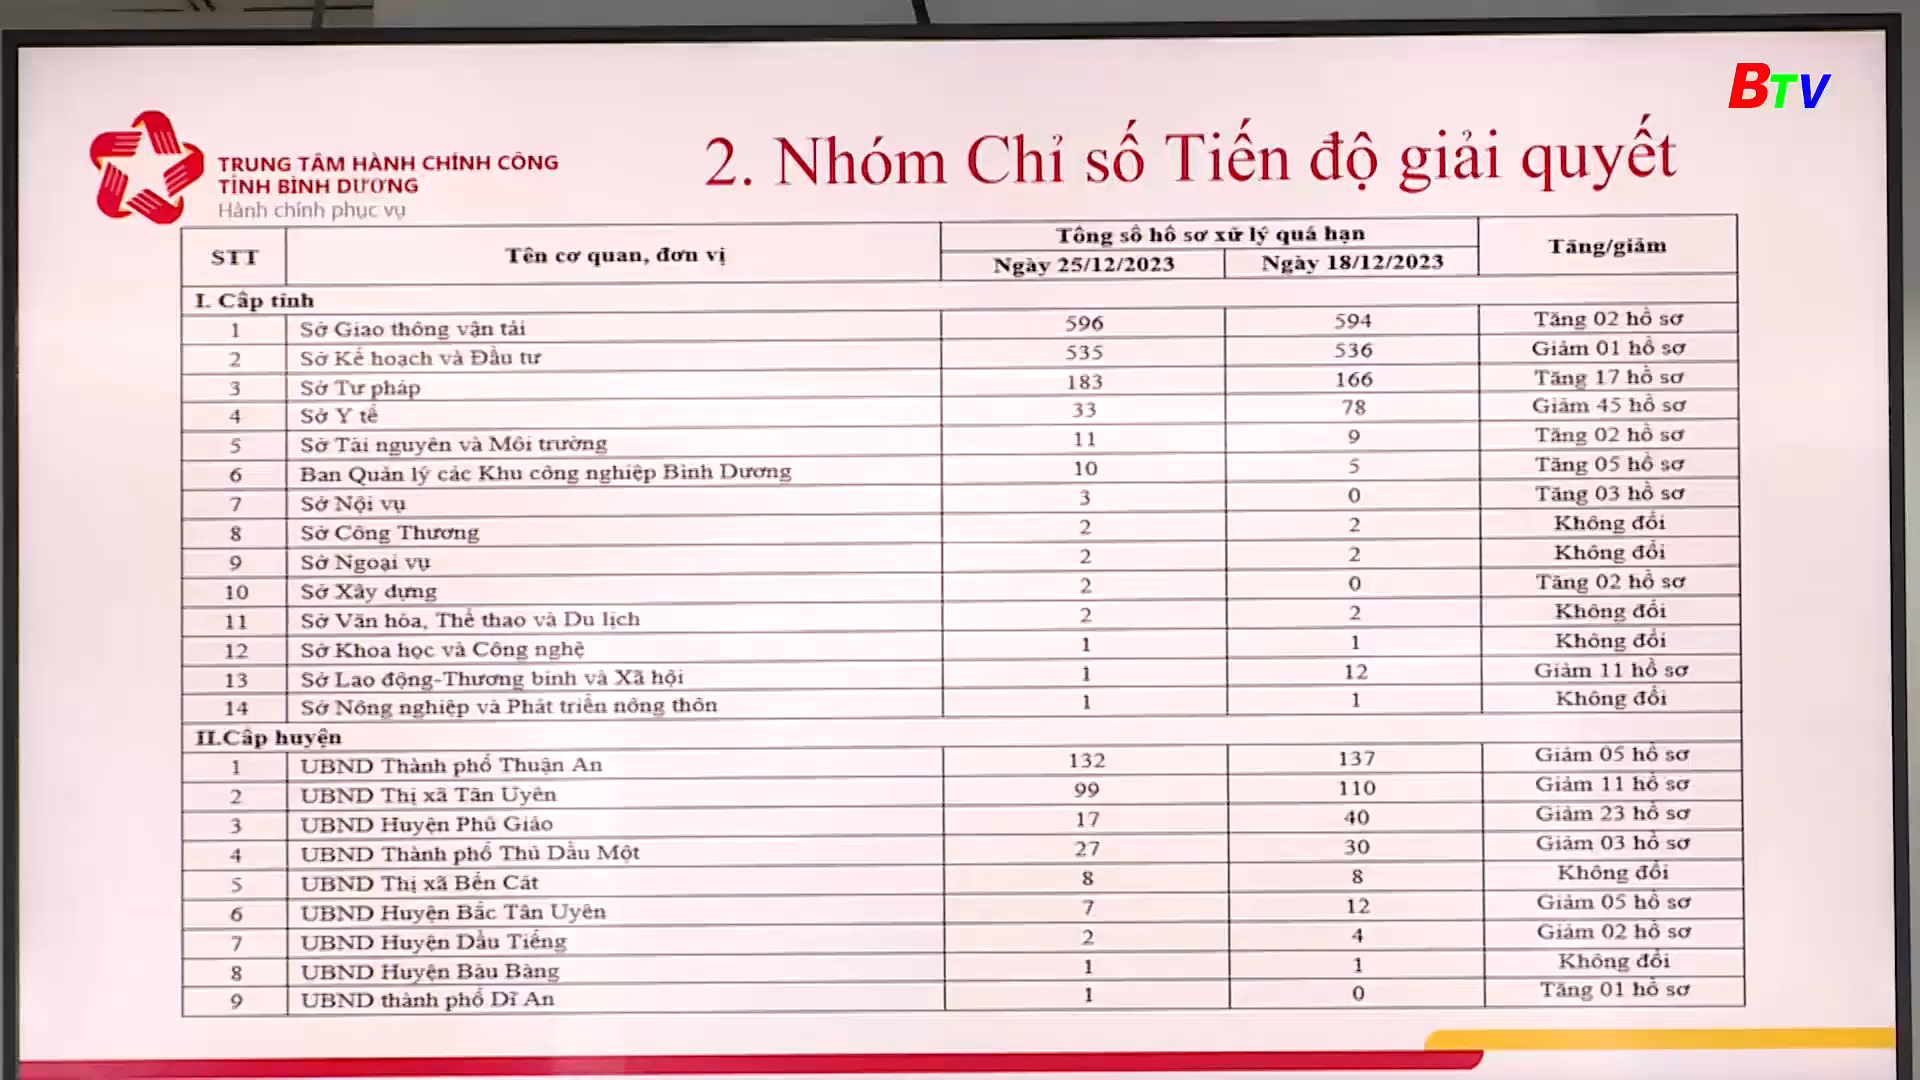 BTV
TRUNG TÂM HÀNH CHÍNH CÔNG
TỈNH BÌNH DƯƠNG
Hành chính phục vụ
2. Nhóm Chỉ số Tiến độ giải quyết
STT Tên cơ quan, đơn vị Tổng số hồ sơ xử lý quá hạn Tăng/giảm
Ngày 25/12/2023 Ngày 18/12/2023
I. Cấp tỉnh
1 Sở Giao thông vận tải 596 594 Tăng 02 hồ sơ
2 Sở Kế hoạch và Đầu tư 535 536 Giảm 01 hồ sơ
3 Sở Tư pháp 183 166 Tăng 17 hồ sơ
4 Sở Y tế 33 78 Giảm 45 hồ sơ
5 Sở Tài nguyên và Môi trường 11 9 Tăng 02 hồ sơ
6 Ban Quản lý các Khu công nghiệp Bình Dương 10 5 Tăng 05 hồ sơ
7 Sở Nội vụ 3 0 Tăng 03 hồ sơ
8 Sở Công Thương 2 2 Không đổi
9 Sở Ngoại vụ 2 2 Không đổi
10 Sở Xây dựng 2 0 Tăng 02 hồ sơ
11 Sở Văn hóa, Thể thao và Du lịch 2 2 Không đổi
12 Sở Khoa học và Công nghệ 1 1 Không đổi
13 Sở Lao động-Thương binh và Xã hội 1 12 Giảm 11 hồ sơ
14 Sở Nông nghiệp và Phát triển nông thôn 1 1 Không đổi
II.Cấp huyện
1 UBND Thành phố Thuận An 132 137 Giảm 05 hồ sơ
2 UBND Thị xã Tân Uyên 99 110 Giảm 11 hồ sơ
3 UBND Huyện Phú Giáo 17 40 Giảm 23 hồ sơ
4 UBND Thành phố Thủ Dầu Một 27 30 Giảm 03 hồ sơ
5 UBND Thị xã Bến Cát 8 8 Không đổi
6 UBND Huyện Bắc Tân Uyên 7 12 Giảm 05 hồ sơ
7 UBND Huyện Dầu Tiếng 2 4 Giảm 02 hồ sơ
8 UBND Huyện Bàu Bàng 1 1 Không đổi
9 UBND thành phố Dĩ An 1 0 Tăng 01 hồ sơ